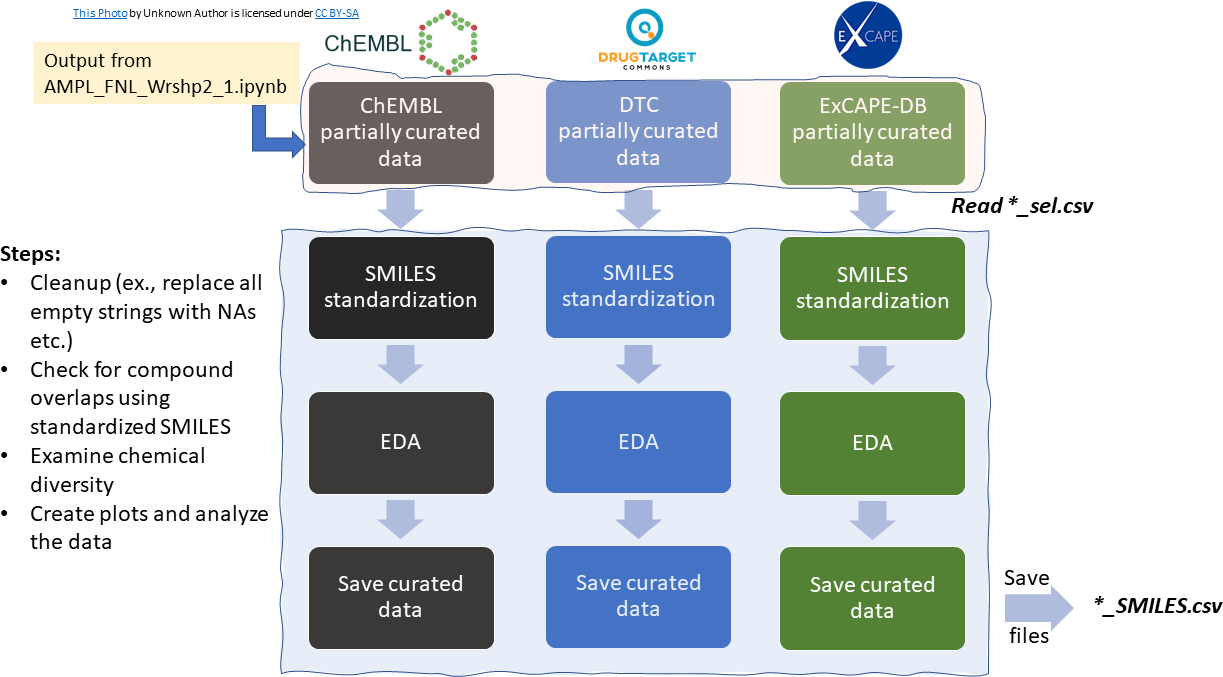 This Photo by Unknown Author is licensed under CC BY-SA
ChEMBL
DRUGTARGET
COMMONS
EXCAPE
Output from
AMPL_FNL_Wrshp2_1.ipynb
ChEMBL
partially curated
data
DTC
partially curated
data
ExCAPE-DB
partially curated
data
Read *_sel.csv
Steps:
• Cleanup (ex., replace all
empty strings with NAs
etc.)
• Check for compound
overlaps using
standardized SMILES
• Examine chemical
diversity
• Create plots and analyze
the data
SMILES
standardization
SMILES
standardization
SMILES
standardization
EDA
EDA
EDA
Save curated
data
Save curated
data
Save curated
data
Save
files
*_SMILES.csv